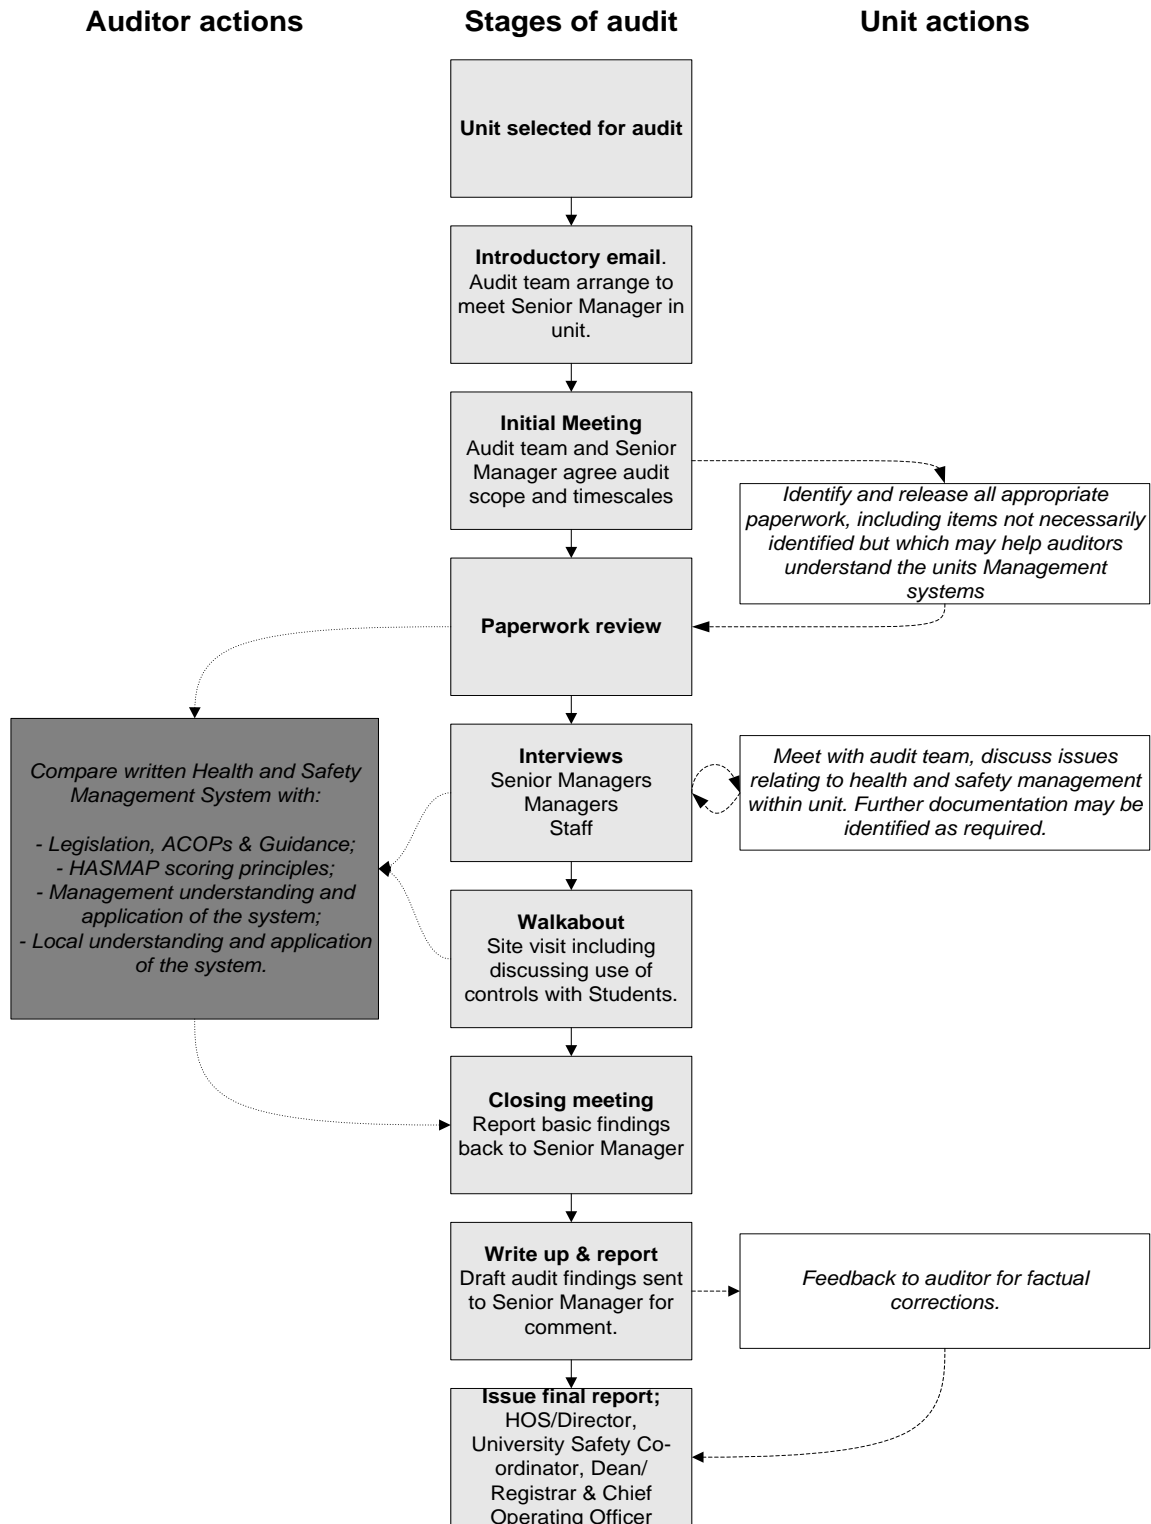 Auditor actions
Stages of audit
Unit actions
Unit selected for audit
Introductory email.
Audit team arrange to
meet Senior Manager in
unit.
Initial Meeting
Audit team and Senior
Manager agree audit
scope and timescales
Identify and release all appropriate
paperwork, including items not necessarily
identified but which may help auditors
understand the units Management
systems
Paperwork review
Compare written Health and Safety
Management System with:
- Legislation, ACOPs & Guidance;
- HASMAP scoring principles;
- Management understanding and
application of the system;
- Local understanding and application
of the system.
Interviews
Senior Managers
Managers
Staff
Meet with audit team, discuss issues
relating to health and safety management
within unit. Further documentation may be
identified as required.
Walkabout
Site visit including
discussing use of
controls with Students.
Closing meeting
Report basic findings
back to Senior Manager
Write up & report
Draft audit findings sent
to Senior Manager for
comment.
Feedback to auditor for factual
corrections.
Issue final report;
HOS/Director,
University Safety Co-
ordinator, Dean/
Registrar & Chief
Operating Officer